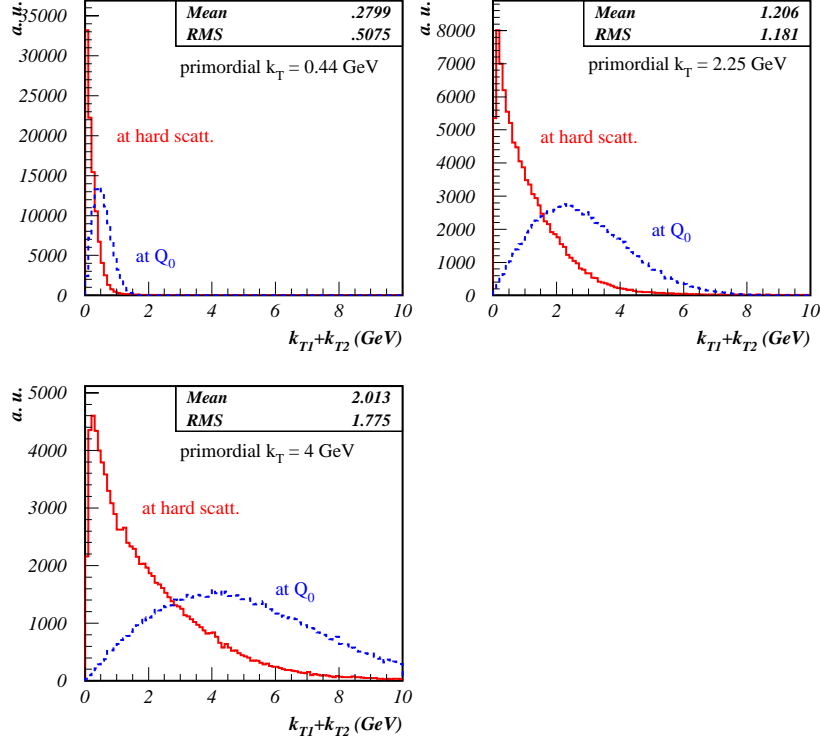 Mean .2799
RMS .5075
primordial k_T = 0.44 GeV
at hard scatt.
at Q_0
a. u.
35000
30000
25000
20000
15000
10000
5000
0
0 2 4 6 8 10
k_T1+k_T2 (GeV)
Mean 1.206
RMS 1.181
primordial k_T = 2.25 GeV
at hard scatt.
at Q_0
a. u.
8000
7000
6000
5000
4000
3000
2000
1000
0
0 2 4 6 8 10
k_T1+k_T2 (GeV)
Mean 2.013
RMS 1.775
primordial k_T = 4 GeV
at hard scatt.
at Q_0
a. u.
5000
4000
3000
2000
1000
0
0 2 4 6 8 10
k_T1+k_T2 (GeV)